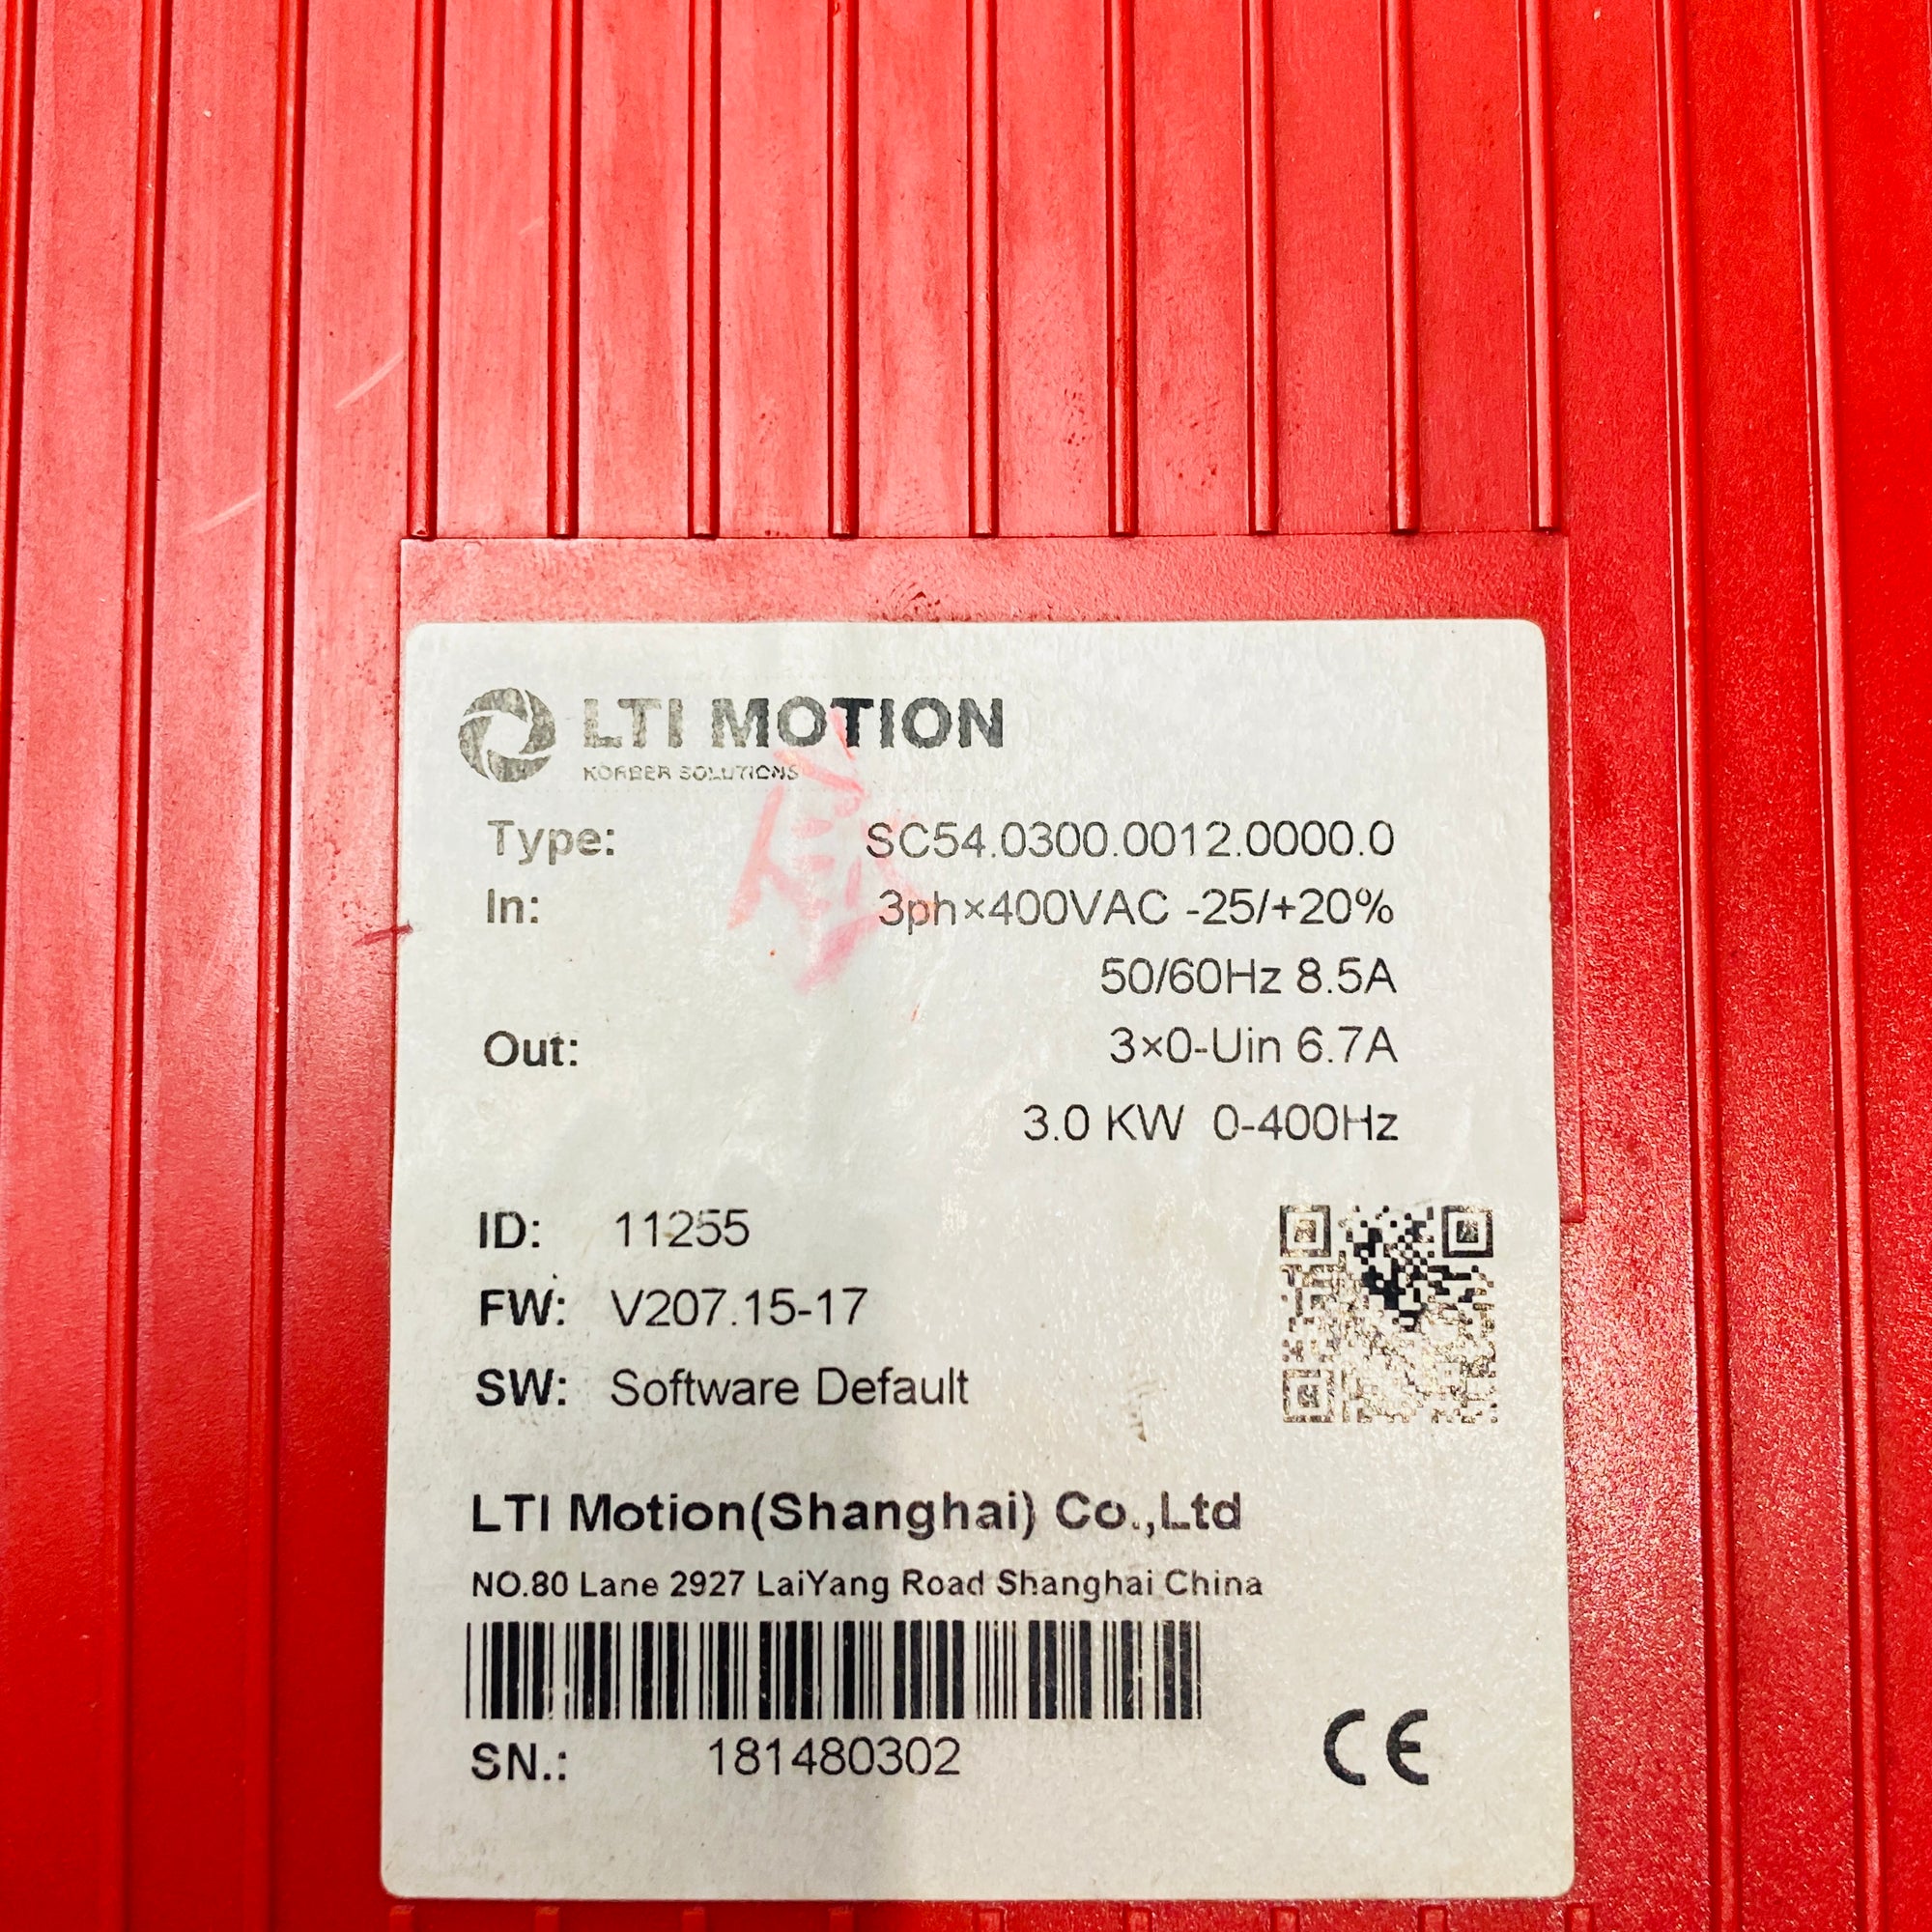 LTI MOTION
KÖRBER SOLUTIONS
Type: SC54.0300.0012.0000.0
In: 3ph×400VAC -25/+20%
50/60Hz 8.5A
Out: 3×0-Uin 6.7A
3.0 KW 0-400Hz
ID: 11255
FW: V207.15-17
SW: Software Default
LTI Motion(Shanghai) Co.,Ltd
NO.80 Lane 2927 LaiYang Road Shanghai China
SN.: 181480302
CE